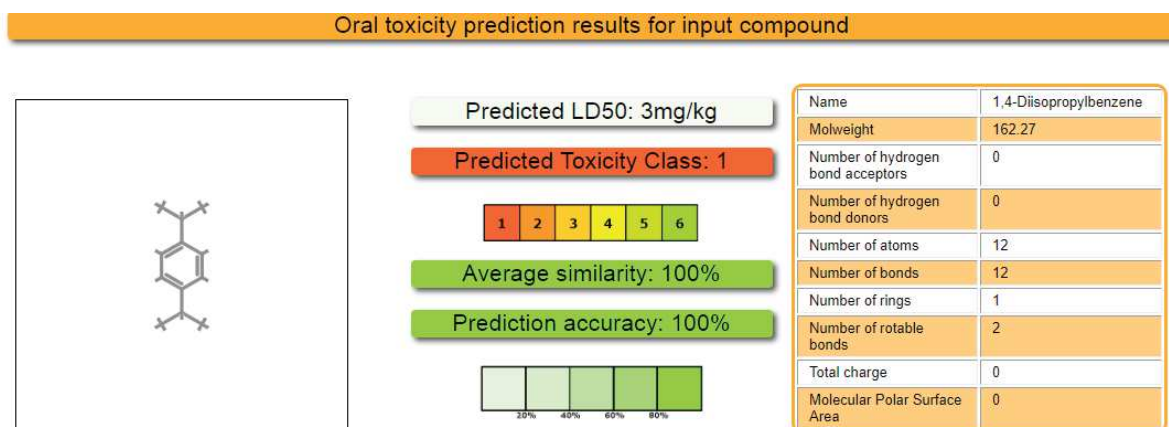 Oral toxicity prediction results for input compound
Predicted LD50: 3mg/kg
Predicted Toxicity Class: 1
1 2 3 4 5 6
Average similarity: 100%
Prediction accuracy: 100%
20% 40% 60% 80%
Name 1,4-Diisopropylbenzene
Molweight 162.27
Number of hydrogen
bond acceptors 0
Number of hydrogen
bond donors 0
Number of atoms 12
Number of bonds 12
Number of rings 1
Number of rotable
bonds 2
Total charge 0
Molecular Polar Surface
Area 0